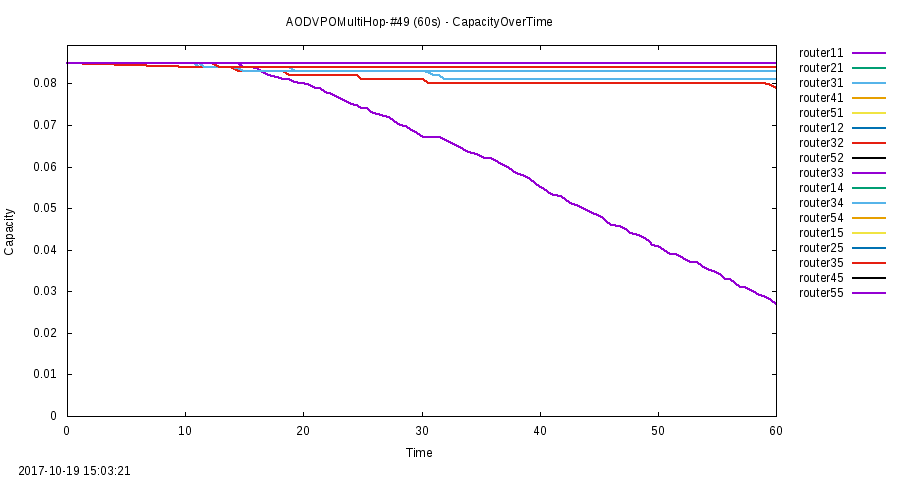 AODVPOMultiHop-#49 (60s) - CapacityOverTime
router11
router21
router31
router41
router51
router12
router32
router52
router33
router14
router34
router54
router15
router25
router35
router45
router55
0.08
0.07
0.06
0.05
0.04
0.03
0.02
0.01
0
Capacity
0 10 20 30 40 50 60
Time
2017-10-19 15:03:21